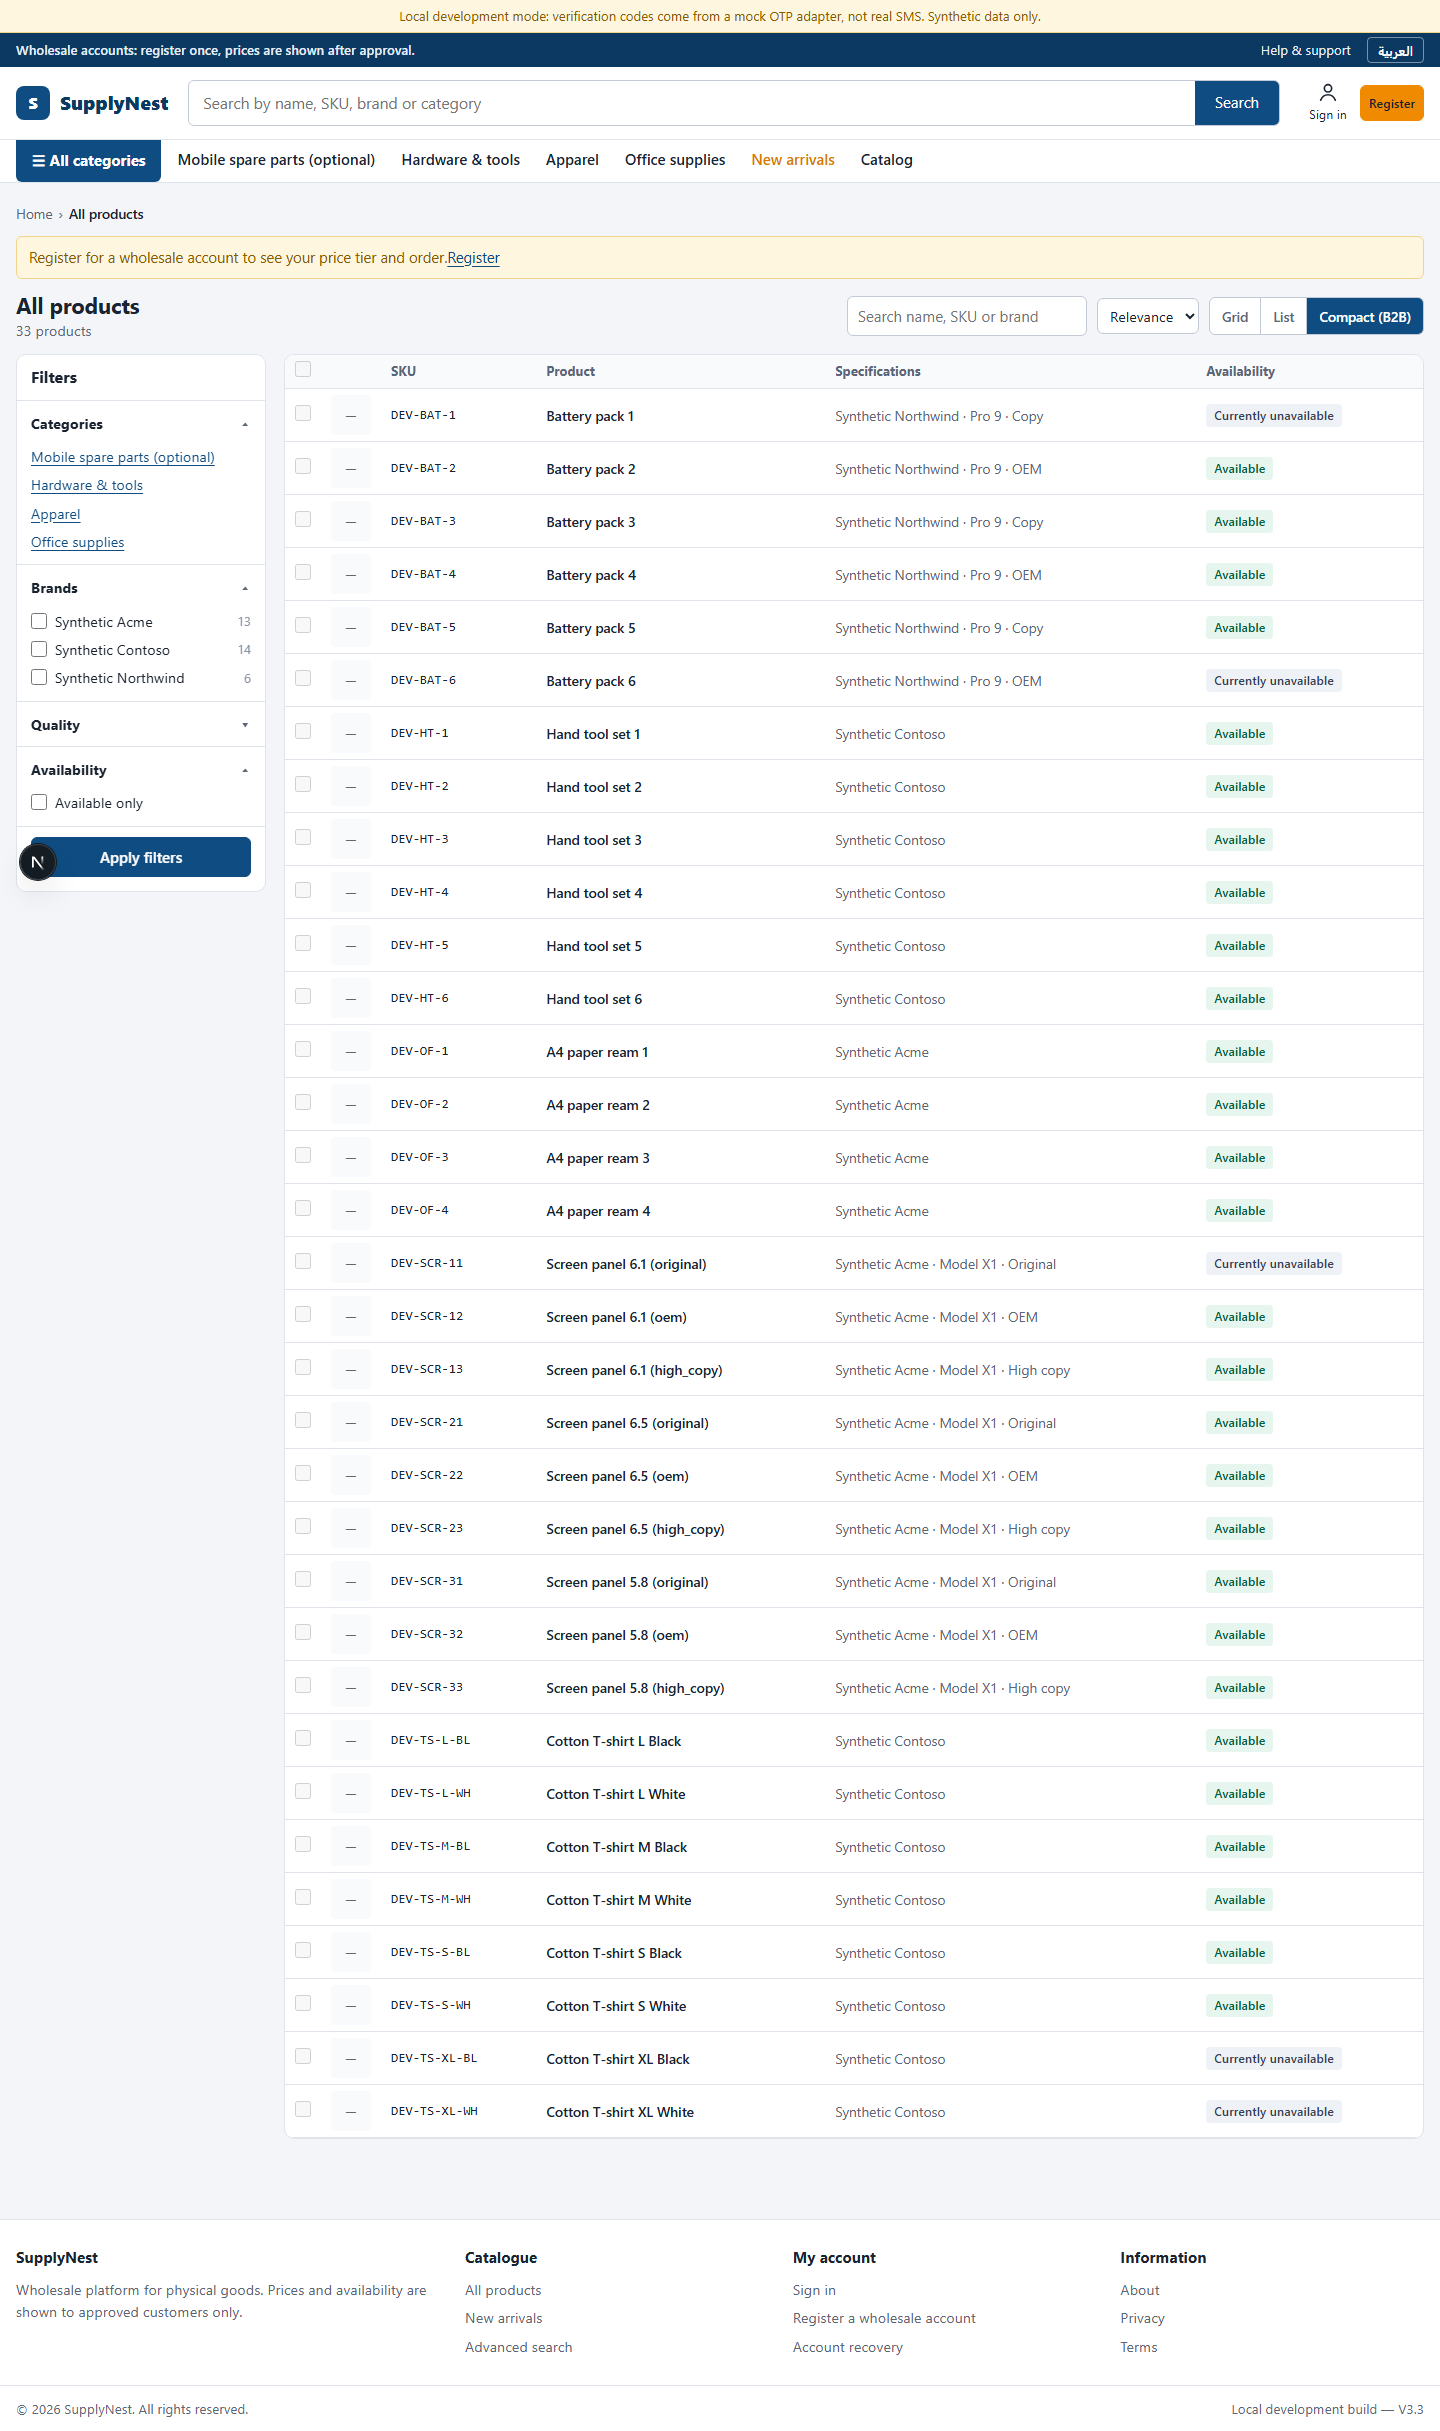 Local development mode: verification codes come from a mock OTP adapter, not real SMS. Synthetic data only.
Wholesale accounts: register once, prices are shown after approval.
Help & support
العربية
S
SupplyNest
Search by name, SKU, brand or category
Search
Sign in
Register
☰ All categories
Mobile spare parts (optional)
Hardware & tools
Apparel
Office supplies
New arrivals
Catalog
Home › All products
Register for a wholesale account to see your price tier and order.Register
All products
33 products
Search name, SKU or brand
Relevance
Grid
List
Compact (B2B)
Filters
Categories
Mobile spare parts (optional)
Hardware & tools
Apparel
Office supplies
Brands
Synthetic Acme 13
Synthetic Contoso 14
Synthetic Northwind 6
Quality
Availability
Available only
Apply filters
N
SKU Product Specifications Availability
— DEV-BAT-1 Battery pack 1 Synthetic Northwind · Pro 9 · Copy Currently unavailable
— DEV-BAT-2 Battery pack 2 Synthetic Northwind · Pro 9 · OEM Available
— DEV-BAT-3 Battery pack 3 Synthetic Northwind · Pro 9 · Copy Available
— DEV-BAT-4 Battery pack 4 Synthetic Northwind · Pro 9 · OEM Available
— DEV-BAT-5 Battery pack 5 Synthetic Northwind · Pro 9 · Copy Available
— DEV-BAT-6 Battery pack 6 Synthetic Northwind · Pro 9 · OEM Currently unavailable
— DEV-HT-1 Hand tool set 1 Synthetic Contoso Available
— DEV-HT-2 Hand tool set 2 Synthetic Contoso Available
— DEV-HT-3 Hand tool set 3 Synthetic Contoso Available
— DEV-HT-4 Hand tool set 4 Synthetic Contoso Available
— DEV-HT-5 Hand tool set 5 Synthetic Contoso Available
— DEV-HT-6 Hand tool set 6 Synthetic Contoso Available
— DEV-OF-1 A4 paper ream 1 Synthetic Acme Available
— DEV-OF-2 A4 paper ream 2 Synthetic Acme Available
— DEV-OF-3 A4 paper ream 3 Synthetic Acme Available
— DEV-OF-4 A4 paper ream 4 Synthetic Acme Available
— DEV-SCR-11 Screen panel 6.1 (original) Synthetic Acme · Model X1 · Original Currently unavailable
— DEV-SCR-12 Screen panel 6.1 (oem) Synthetic Acme · Model X1 · OEM Available
— DEV-SCR-13 Screen panel 6.1 (high_copy) Synthetic Acme · Model X1 · High copy Available
— DEV-SCR-21 Screen panel 6.5 (original) Synthetic Acme · Model X1 · Original Available
— DEV-SCR-22 Screen panel 6.5 (oem) Synthetic Acme · Model X1 · OEM Available
— DEV-SCR-23 Screen panel 6.5 (high_copy) Synthetic Acme · Model X1 · High copy Available
— DEV-SCR-31 Screen panel 5.8 (original) Synthetic Acme · Model X1 · Original Available
— DEV-SCR-32 Screen panel 5.8 (oem) Synthetic Acme · Model X1 · OEM Available
— DEV-SCR-33 Screen panel 5.8 (high_copy) Synthetic Acme · Model X1 · High copy Available
— DEV-TS-L-BL Cotton T-shirt L Black Synthetic Contoso Available
— DEV-TS-L-WH Cotton T-shirt L White Synthetic Contoso Available
— DEV-TS-M-BL Cotton T-shirt M Black Synthetic Contoso Available
— DEV-TS-M-WH Cotton T-shirt M White Synthetic Contoso Available
— DEV-TS-S-BL Cotton T-shirt S Black Synthetic Contoso Available
— DEV-TS-S-WH Cotton T-shirt S White Synthetic Contoso Available
— DEV-TS-XL-BL Cotton T-shirt XL Black Synthetic Contoso Currently unavailable
— DEV-TS-XL-WH Cotton T-shirt XL White Synthetic Contoso Currently unavailable
SupplyNest
Wholesale platform for physical goods. Prices and availability are
shown to approved customers only.
Catalogue
All products
New arrivals
Advanced search
My account
Sign in
Register a wholesale account
Account recovery
Information
About
Privacy
Terms
© 2026 SupplyNest. All rights reserved.
Local development build — V3.3